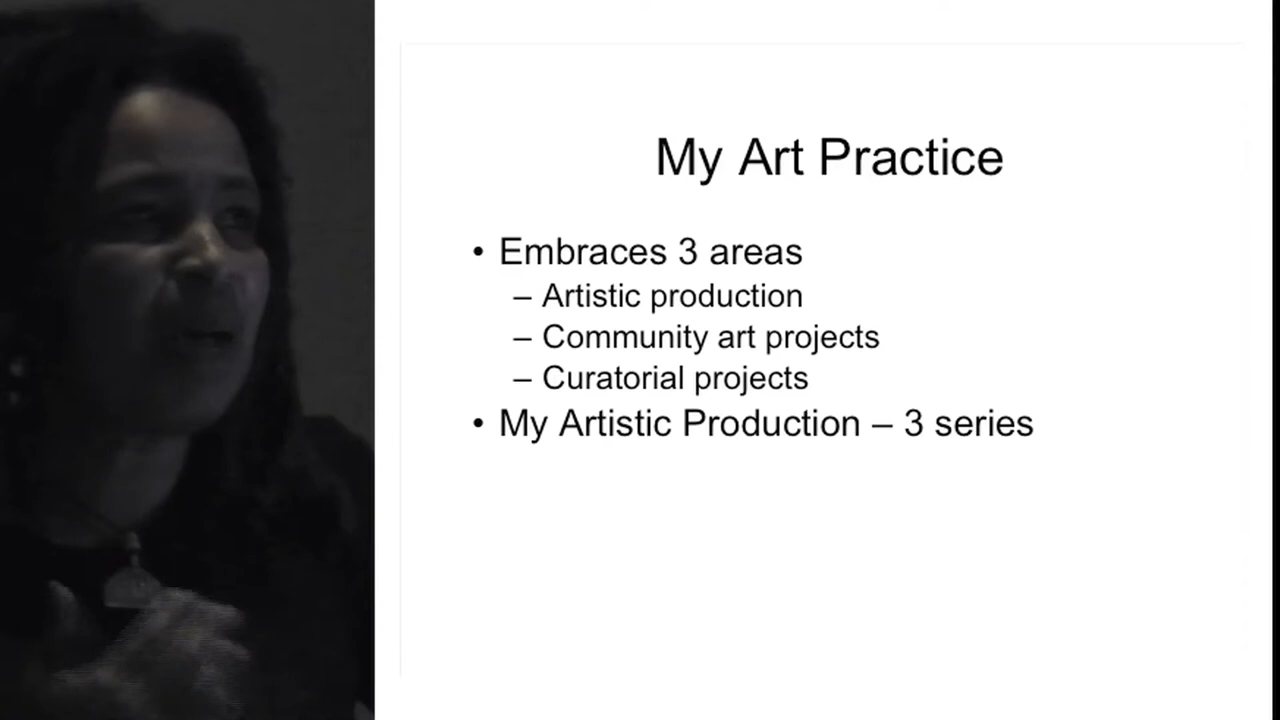 My Art Practice
• Embraces 3 areas
– Artistic production
– Community art projects
– Curatorial projects
• My Artistic Production – 3 series